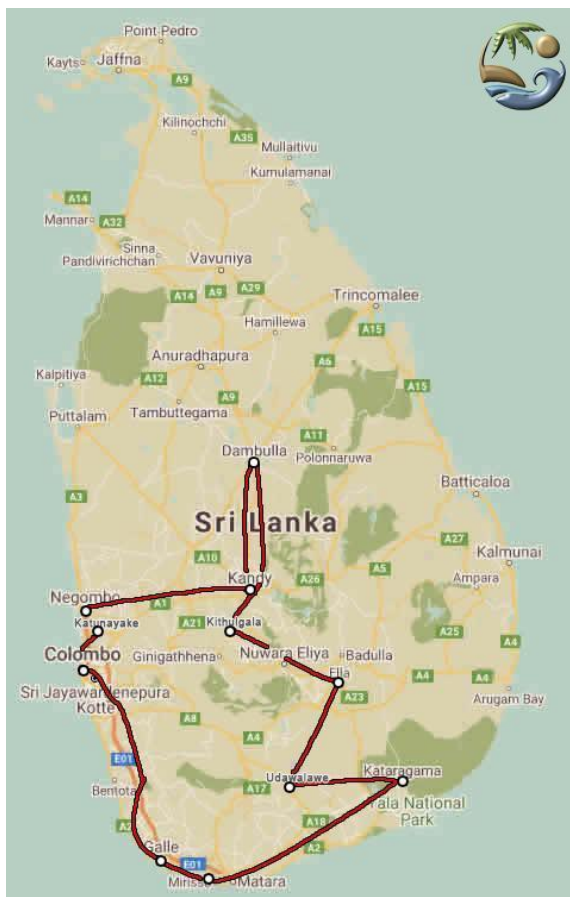 Point Pedro
Kayts
Jaffna
A9
Kilinochchi
A35
Mullaitivu
Kumulamanai
A14
Mannar
A32
Sinna
Pandivirichchan
Vavuniya
A14
A9
A29
Trincomalee
Hamillewa
A15
Anuradhapura
A6
Kalpitiya
A12
A15
Puttalam
Tambuttegama
A9
A11
Dambulla
Polonnaruwa
Batticaloa
A3
Sri Lanka
A27
A10
Kalmunai
A5
Kandy
A26
Ampara
Negombo
A1
Katunayake
A21
Kithulgala
A25
Colombo
Ginigathhena
Nuwara Eliya
Badulla
Ella
A4
A4
Sri Jayawardenepura
Kotte
A23
Arugam Bay
A8
A4
E01
Udawalawe
Kataragama
Bentota
A17
Yala National
Park
A18
A2
Galle
E01
Mirissa
Matara